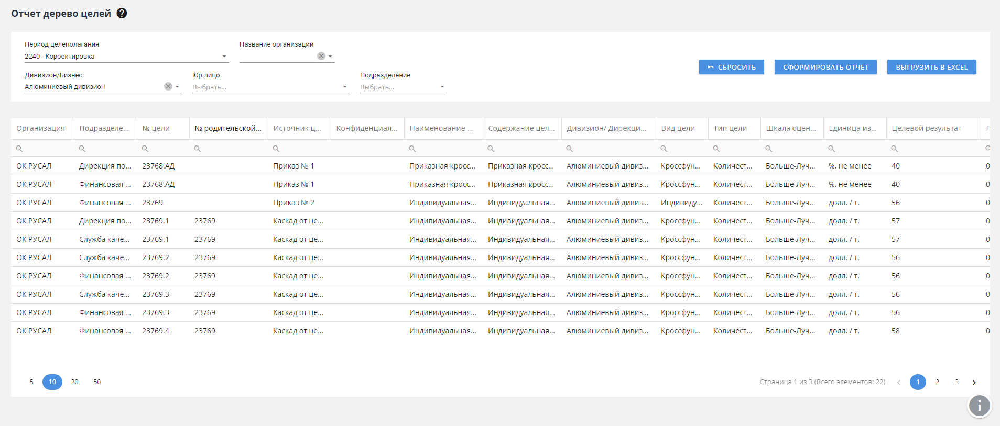 Отчет дерево целей ?
Период целеполагания Название организации
2240 - Корректировка
СБРОСИТЬ СФОРМИРОВАТЬ ОТЧЕТ ВЫГРУЗИТЬ В EXCEL
Дивизион/Бизнес Юр.лицо Подразделение
Алюминиевый дивизион Выбрать... Выбрать...
Организация Подразделе... № цели № родительской... Источник ц... Конфиденциал... Наименование ... Содержание цел... Дивизион/ Дирекци... Вид цели Тип цели Шкала оцен... Единица из... Целевой результат
ОК РУСАЛ Дирекция по... 23768.АД Приказ № 1 Приказная кросс... Приказная кросс... Алюминиевый дивиз... Кроссфун... Количест... Больше-Луч... %, не менее 40 0
ОК РУСАЛ Финансовая ... 23768.АД Приказ № 1 Приказная кросс... Приказная кросс... Алюминиевый дивиз... Кроссфун... Количест... Больше-Луч... %, не менее 40 0
ОК РУСАЛ Финансовая ... 23769 Приказ № 2 Индивидуальная... Индивидуальная... Алюминиевый дивиз... Индивиду... Количест... Больше-Луч... долл. / т. 56 0
ОК РУСАЛ Дирекция по... 23769.1 23769 Каскад от це... Индивидуальная... Индивидуальная... Алюминиевый дивиз... Кроссфун... Количест... Больше-Луч... долл. / т. 57 0
ОК РУСАЛ Служба каче... 23769.1 23769 Каскад от це... Индивидуальная... Индивидуальная... Алюминиевый дивиз... Кроссфун... Количест... Больше-Луч... долл. / т. 57 0
ОК РУСАЛ Служба каче... 23769.2 23769 Каскад от це... Индивидуальная... Индивидуальная... Алюминиевый дивиз... Кроссфун... Количест... Больше-Луч... долл. / т. 56 0
ОК РУСАЛ Финансовая ... 23769.2 23769 Каскад от це... Индивидуальная... Индивидуальная... Алюминиевый дивиз... Кроссфун... Количест... Больше-Луч... долл. / т. 56 0
ОК РУСАЛ Служба каче... 23769.3 23769 Каскад от це... Индивидуальная... Индивидуальная... Алюминиевый дивиз... Кроссфун... Количест... Больше-Луч... долл. / т. 56 0
ОК РУСАЛ Финансовая ... 23769.3 23769 Каскад от це... Индивидуальная... Индивидуальная... Алюминиевый дивиз... Кроссфун... Количест... Больше-Луч... долл. / т. 56 0
ОК РУСАЛ Финансовая ... 23769.4 23769 Каскад от це... Индивидуальная... Индивидуальная... Алюминиевый дивиз... Кроссфун... Количест... Больше-Луч... долл. / т. 58 0
5 10 20 50 Страница 1 из 3 (Всего элементов: 22) 1 2 3
i